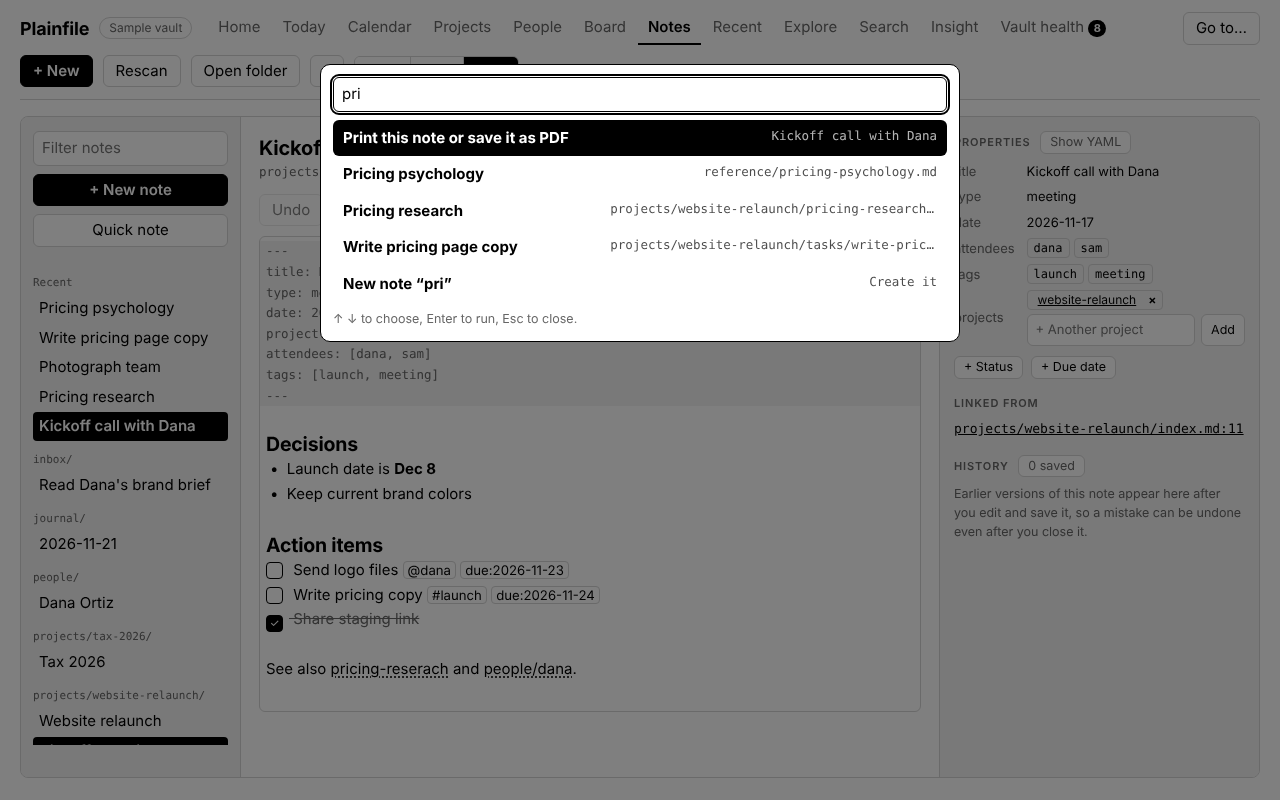 Plainfile Sample vault Home Today Calendar Projects People Board Notes Recent Explore Search Insight Vault health 8 Go to…
+ New Rescan Open folder
pri
Print this note or save it as PDF Kickoff call with Dana
Pricing psychology reference/pricing-psychology.md
Pricing research projects/website-relaunch/pricing-research…
Write pricing page copy projects/website-relaunch/tasks/write-pric…
New note “pri” Create it
↑ ↓ to choose, Enter to run, Esc to close.
Filter notes
+ New note
Quick note
Recent
Pricing psychology
Write pricing page copy
Photograph team
Pricing research
Kickoff call with Dana
inbox/
Read Dana's brand brief
journal/
2026-11-21
people/
Dana Ortiz
projects/tax-2026/
Tax 2026
projects/website-relaunch/
Website relaunch
Undo
---
title:
type:
date:
project
attendees: [dana, sam]
tags: [launch, meeting]
---
Decisions
• Launch date is Dec 8
• Keep current brand colors
Action items
Send logo files @dana due:2026-11-23
Write pricing copy #launch due:2026-11-24
Share staging link
See also pricing-reserach and people/dana.
Show YAML
Kickoff call with Dana
meeting
2026-11-17
dana sam
launch meeting
website-relaunch ×
+ Another project Add
+ Status + Due date
LINKED FROM
projects/website-relaunch/index.md:11
HISTORY 0 saved
Earlier versions of this note appear here after
you edit and save it, so a mistake can be undone
even after you close it.